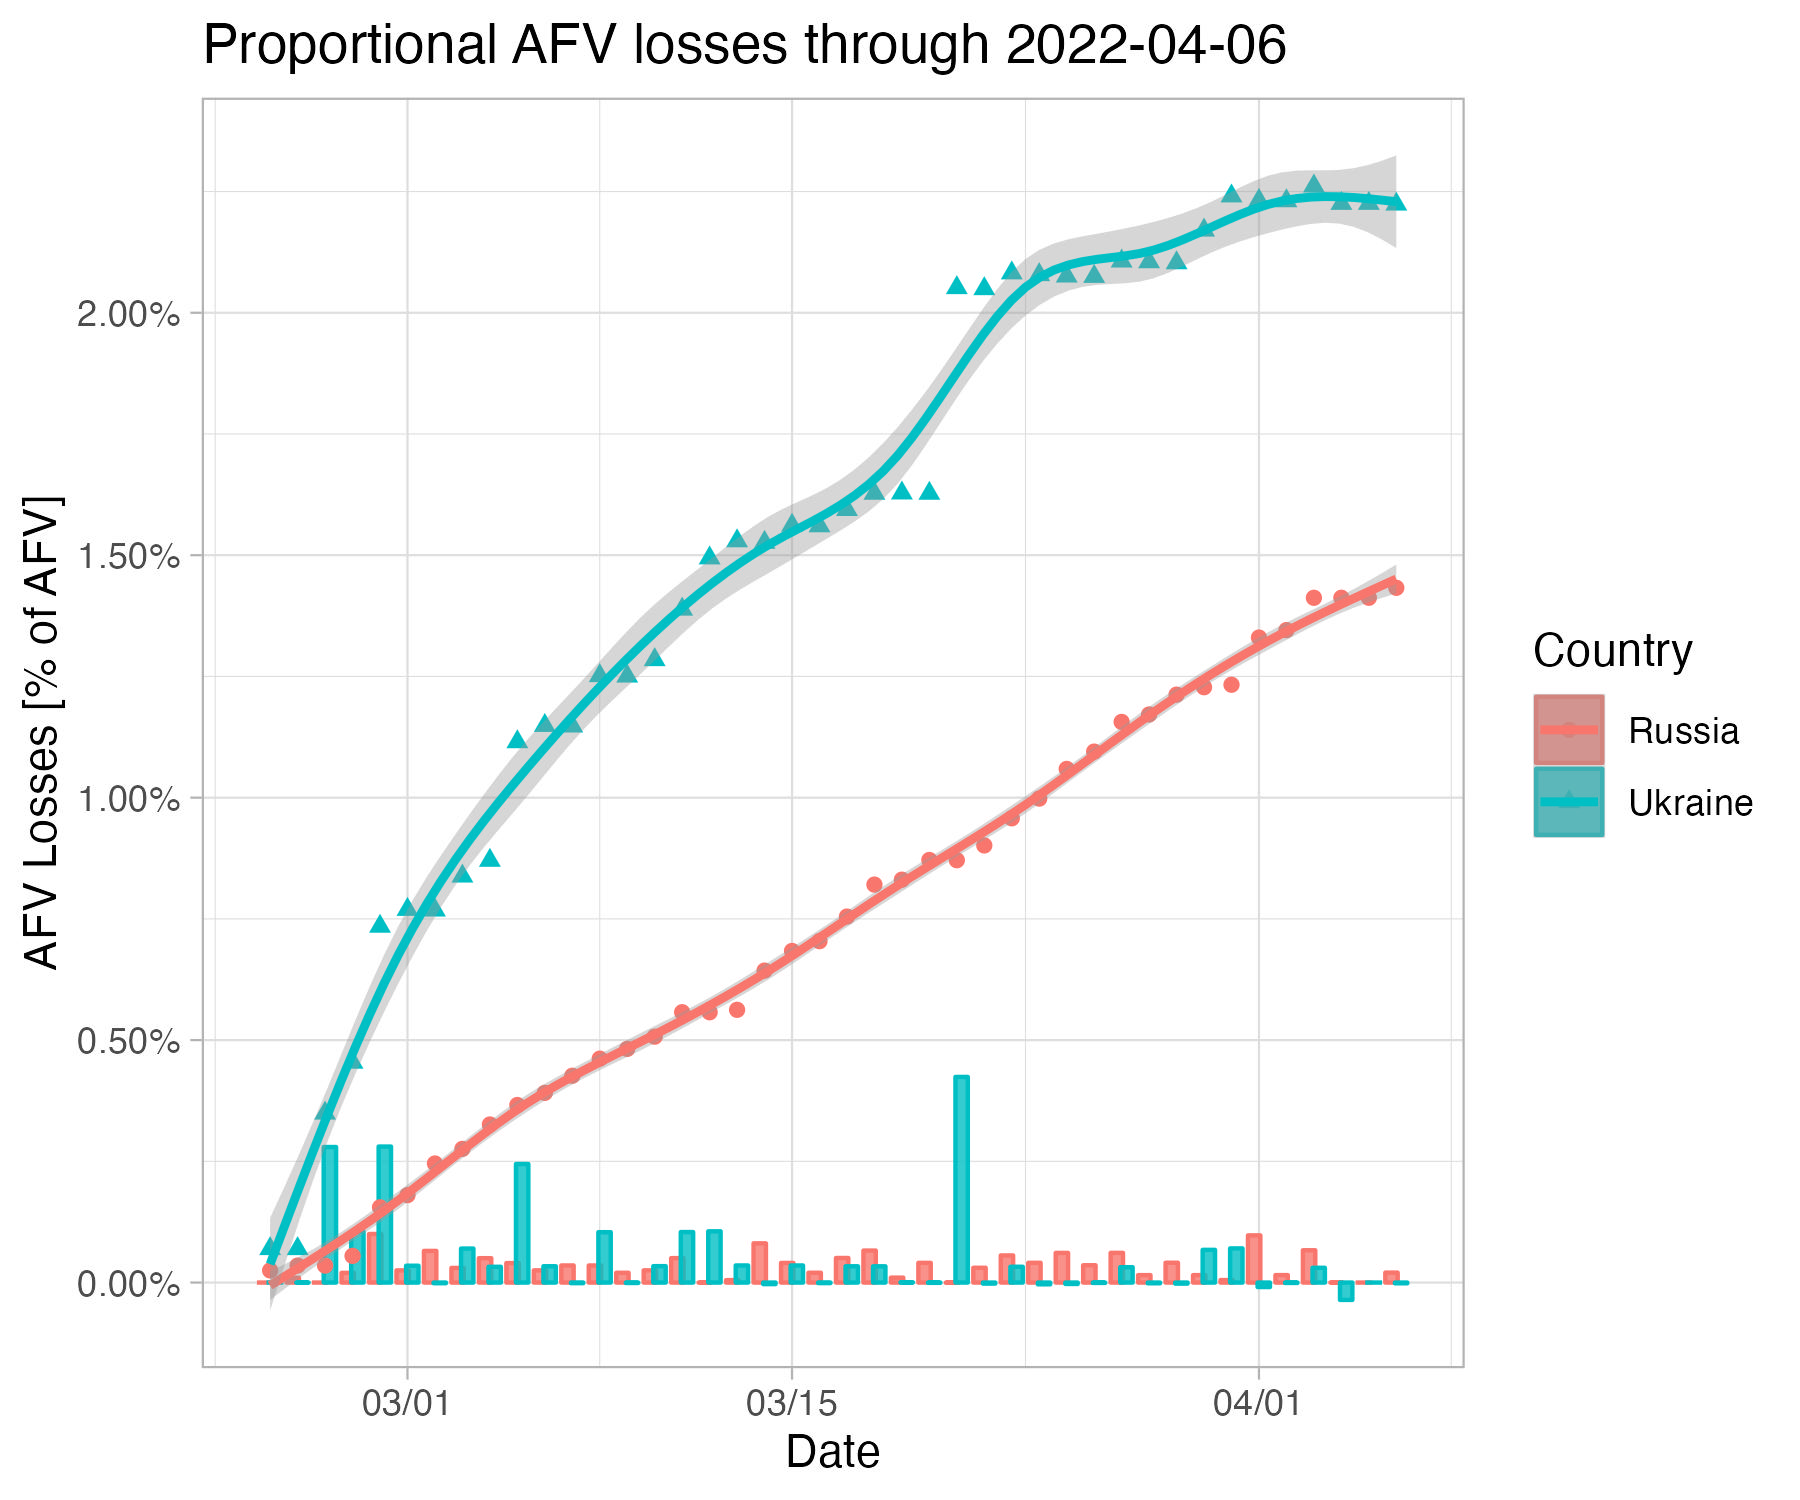 Proportional AFV losses through 2022-04-06
AFV Losses [% of AFV]
2.00%
1.50%
1.00%
0.50%
0.00%
03/01
03/15
04/01
Date
Country
Russia
Ukraine